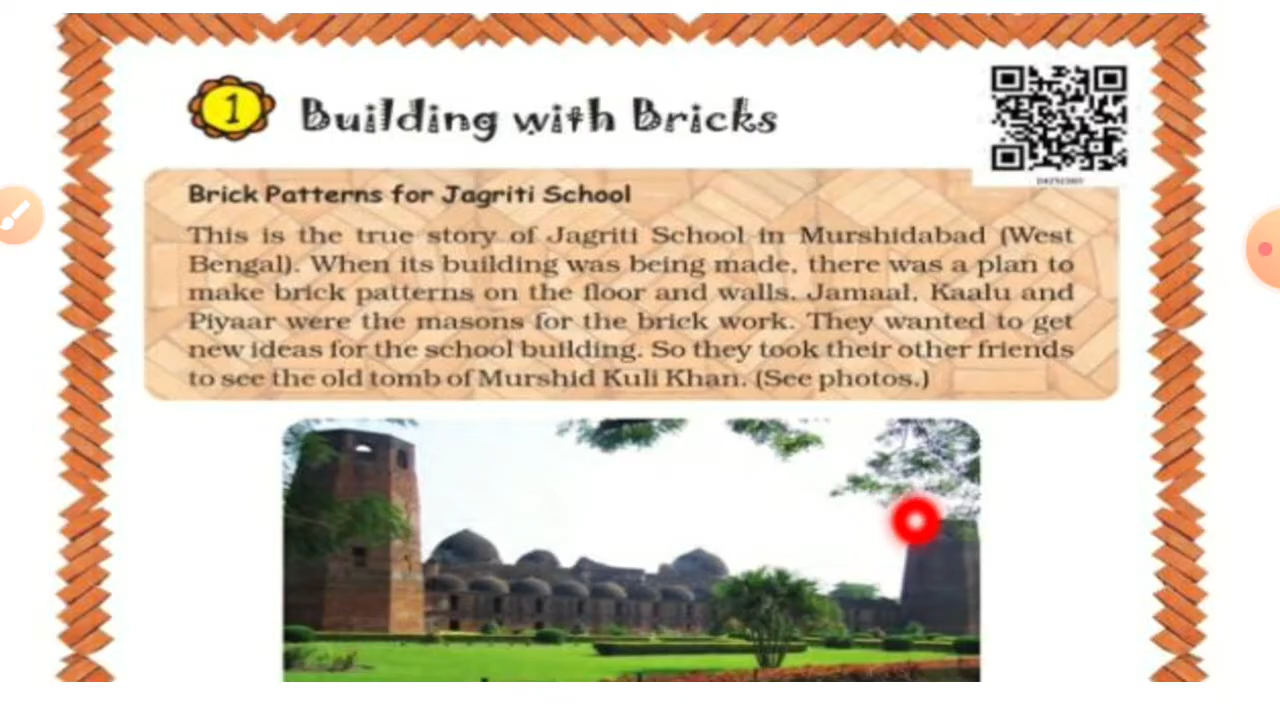 1
Building with Bricks
Brick Patterns for Jagriti School
This is the true story of Jagriti School in Murshidabad (West
Bengal). When its building was being made, there was a plan to
make brick patterns on the floor and walls. Jamaal, Kaalu and
Piyaar were the masons for the brick work. They wanted to get
new ideas for the school building. So they took their other friends
to see the old tomb of Murshid Kuli Khan. (See photos.)